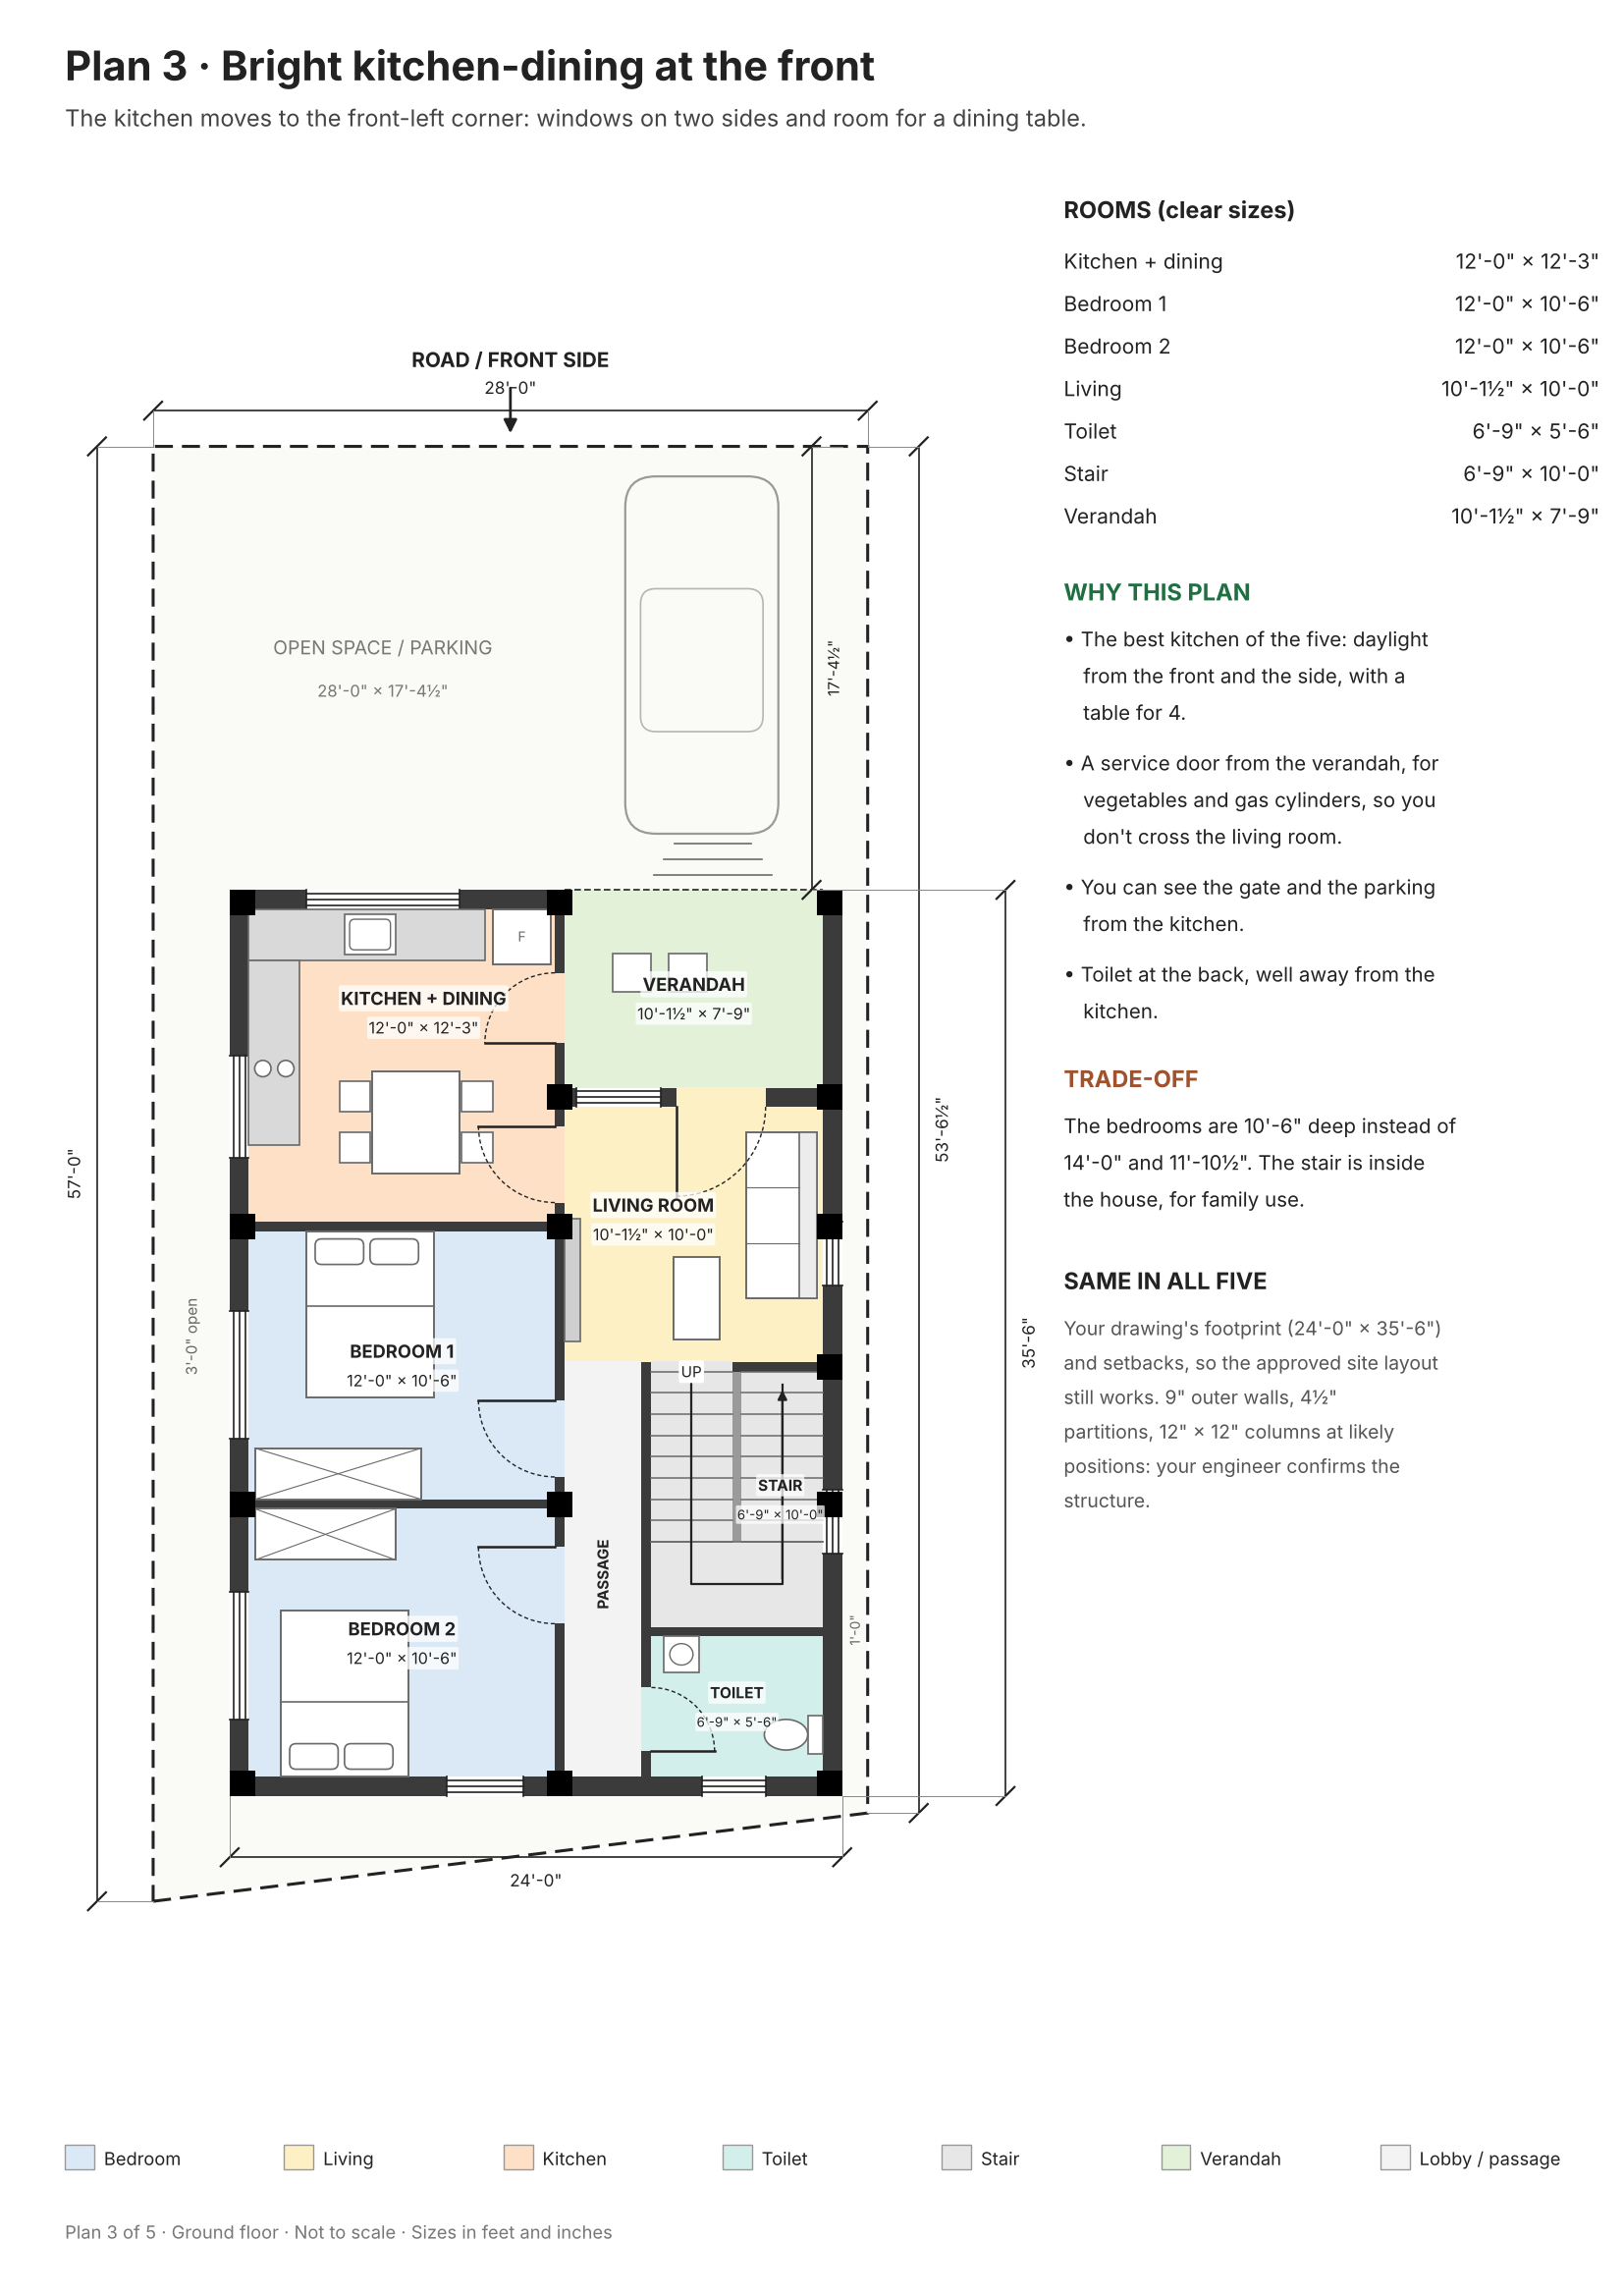 Plan 3 · Bright kitchen-dining at the front
The kitchen moves to the front-left corner: windows on two sides and room for a dining table.
ROAD / FRONT SIDE
28'-0"
57'-0"
OPEN SPACE / PARKING
28'-0" × 17'-4½"
17'-4½"
53'-6½"
35'-6"
F
KITCHEN + DINING
12'-0" × 12'-3"
VERANDAH
10'-1½" × 7'-9"
LIVING ROOM
10'-1½" × 10'-0"
3'-0" open
BEDROOM 1
12'-0" × 10'-6"
UP
STAIR
6'-9" × 10'-0"
PASSAGE
BEDROOM 2
12'-0" × 10'-6"
1'-0"
TOILET
6'-9" × 5'-6"
24'-0"
ROOMS (clear sizes)
Kitchen + dining 12'-0" × 12'-3"
Bedroom 1 12'-0" × 10'-6"
Bedroom 2 12'-0" × 10'-6"
Living 10'-1½" × 10'-0"
Toilet 6'-9" × 5'-6"
Stair 6'-9" × 10'-0"
Verandah 10'-1½" × 7'-9"
WHY THIS PLAN
• The best kitchen of the five: daylight
from the front and the side, with a
table for 4.
• A service door from the verandah, for
vegetables and gas cylinders, so you
don't cross the living room.
• You can see the gate and the parking
from the kitchen.
• Toilet at the back, well away from the
kitchen.
TRADE-OFF
The bedrooms are 10'-6" deep instead of
14'-0" and 11'-10½". The stair is inside
the house, for family use.
SAME IN ALL FIVE
Your drawing's footprint (24'-0" × 35'-6")
and setbacks, so the approved site layout
still works. 9" outer walls, 4½"
partitions, 12" × 12" columns at likely
positions: your engineer confirms the
structure.
Bedroom Living Kitchen Toilet Stair Verandah Lobby / passage
Plan 3 of 5 · Ground floor · Not to scale · Sizes in feet and inches